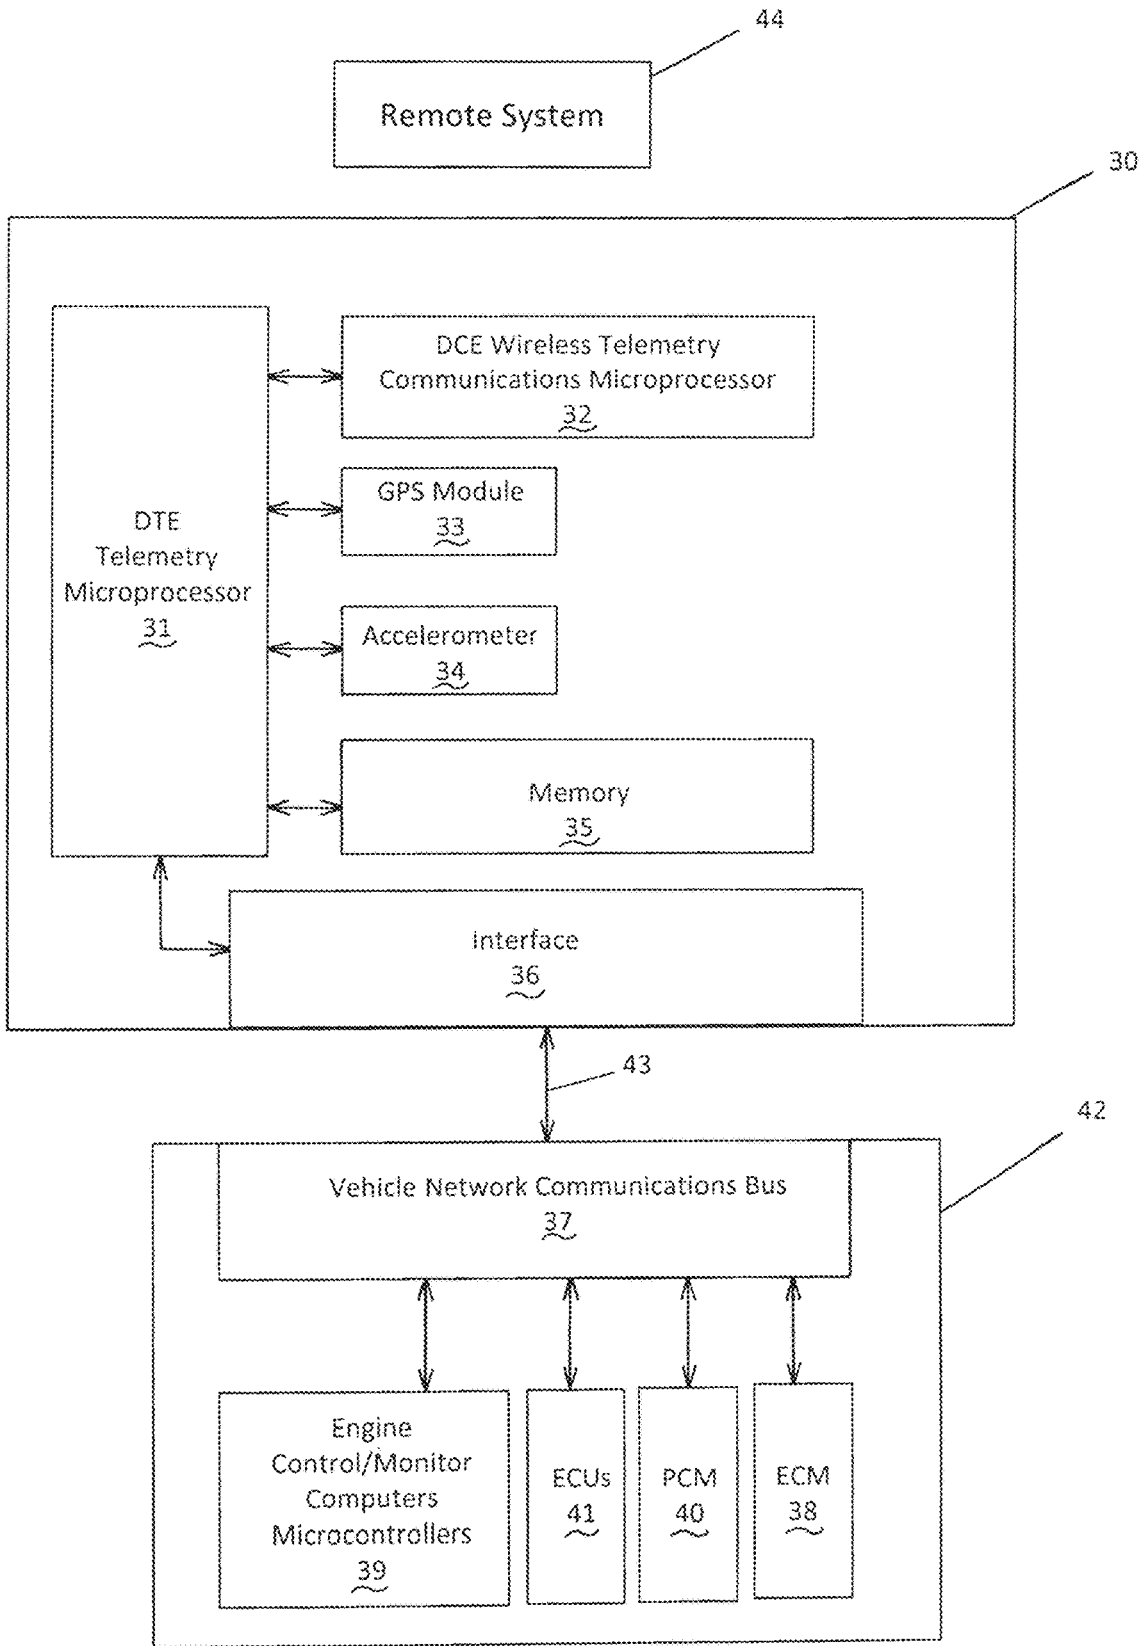 44
Remote System
30
DCE Wireless Telemetry
Communications Microprocessor
32
GPS Module
33
DTE
Telemetry
Microprocessor
31
Accelerometer
34
Memory
35
Interface
36
43
42
Vehicle Network Communications Bus
37
Engine
Control/Monitor
Computers
Microcontrollers
39
ECUs
41
PCM
40
ECM
38